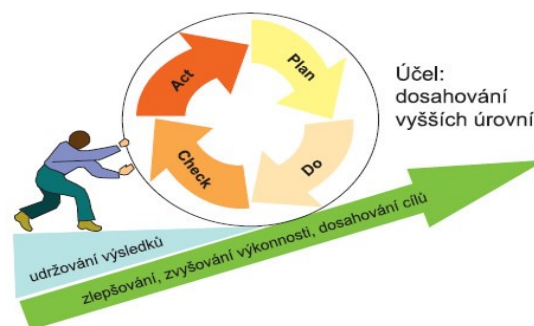 Act
Plan
Check
Do
Účel:
dosahování
vyšších úrovní
udržování výsledků
zlepšování, zvyšování výkonnosti, dosahování cílů